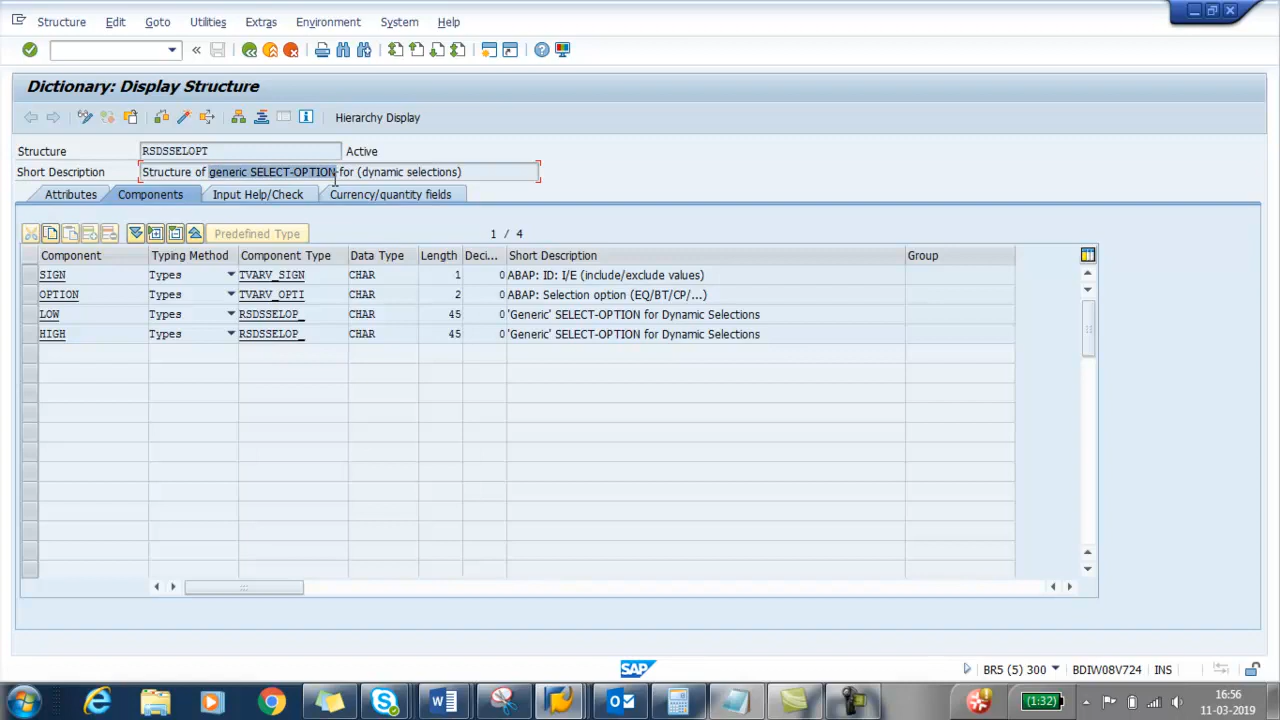 Structure Edit Goto Utilities Extras Environment System Help
Dictionary: Display Structure
Hierarchy Display
Structure RSDSSELOPT Active
Short Description Structure of generic SELECT-OPTION for (dynamic selections)
Attributes Components Input Help/Check Currency/quantity fields
Predefined Type 1 / 4
Component Typing Method Component Type Data Type Length Deci... Short Description Group
SIGN Types TVARV_SIGN CHAR 1 0 ABAP: ID: I/E (include/exclude values)
OPTION Types TVARV_OPTI CHAR 2 0 ABAP: Selection option (EQ/BT/CP/...)
LOW Types RSDSSELOP_ CHAR 45 0 'Generic' SELECT-OPTION for Dynamic Selections
HIGH Types RSDSSELOP_ CHAR 45 0 'Generic' SELECT-OPTION for Dynamic Selections
SAP
BR5 (5) 300 BDIW08V724 INS
(1:32)
16:56
11-03-2019